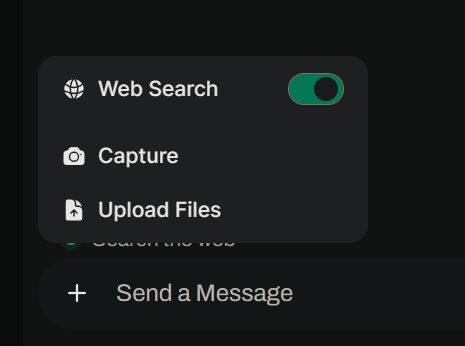 Web Search
Capture
Upload Files
Search the web
Send a Message